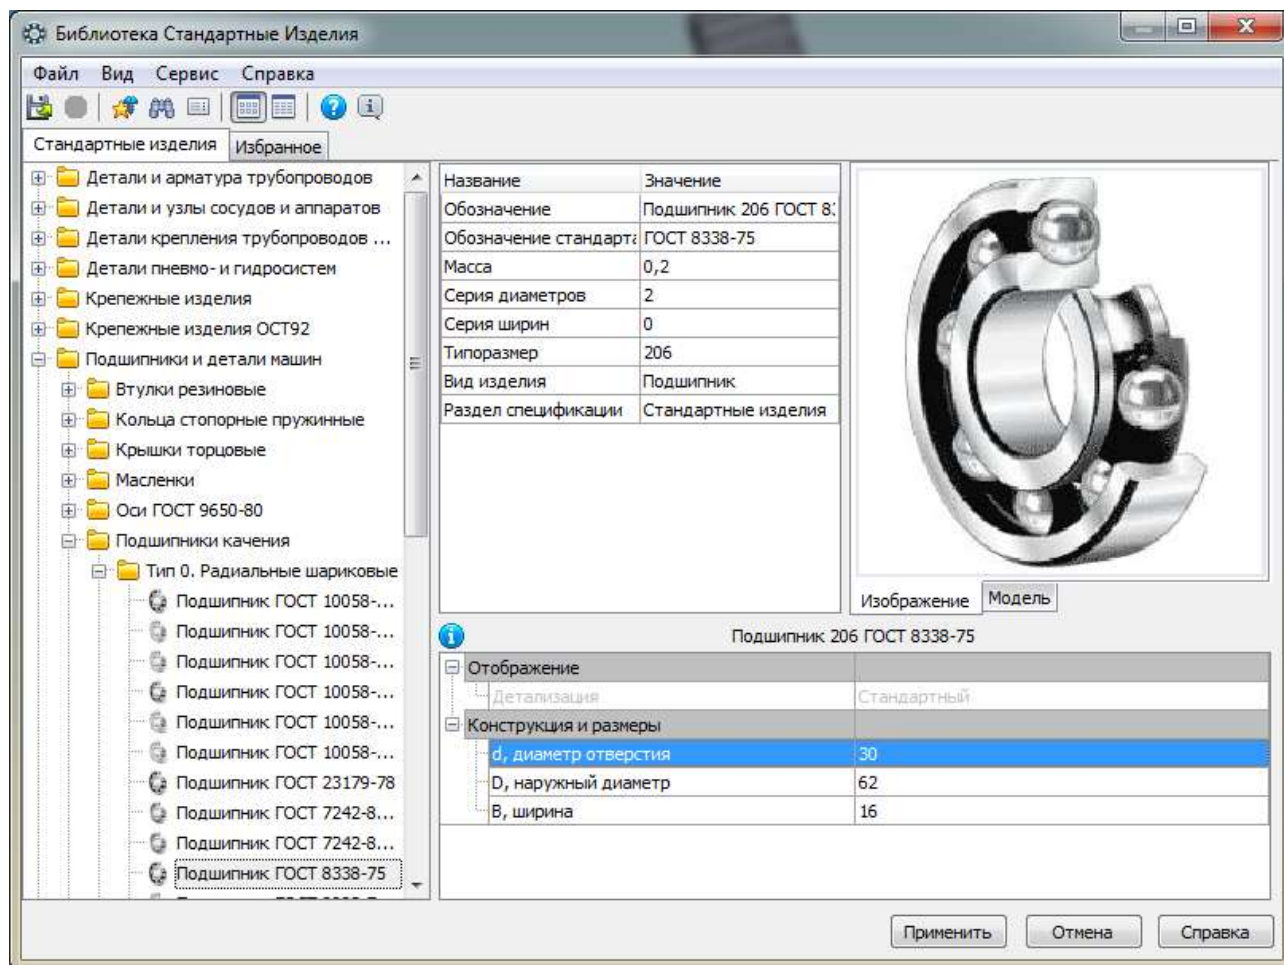 Библиотека Стандартные Изделия
Файл Вид Сервис Справка
Стандартные изделия Избранное
Детали и арматура трубопроводов
Детали и узлы сосудов и аппаратов
Детали крепления трубопроводов ...
Детали пневмо- и гидросистем
Крепежные изделия
Крепежные изделия ОСТ92
Подшипники и детали машин
Втулки резиновые
Кольца стопорные пружинные
Крышки торцовые
Масленки
Оси ГОСТ 9650-80
Подшипники качения
Тип 0. Радиальные шариковые
Подшипник ГОСТ 10058-...
Подшипник ГОСТ 10058-...
Подшипник ГОСТ 10058-...
Подшипник ГОСТ 10058-...
Подшипник ГОСТ 10058-...
Подшипник ГОСТ 10058-...
Подшипник ГОСТ 23179-78
Подшипник ГОСТ 7242-8...
Подшипник ГОСТ 7242-8...
Подшипник ГОСТ 8338-75
Название Значение
Обозначение Подшипник 206 ГОСТ 8:
Обозначение стандарта ГОСТ 8338-75
Масса 0,2
Серия диаметров 2
Серия ширин 0
Типоразмер 206
Вид изделия Подшипник
Раздел спецификации Стандартные изделия
Изображение Модель
Подшипник 206 ГОСТ 8338-75
Отображение
Детализация Стандартный
Конструкция и размеры
d, диаметр отверстия 30
D, наружный диаметр 62
B, ширина 16
Применить Отмена Справка